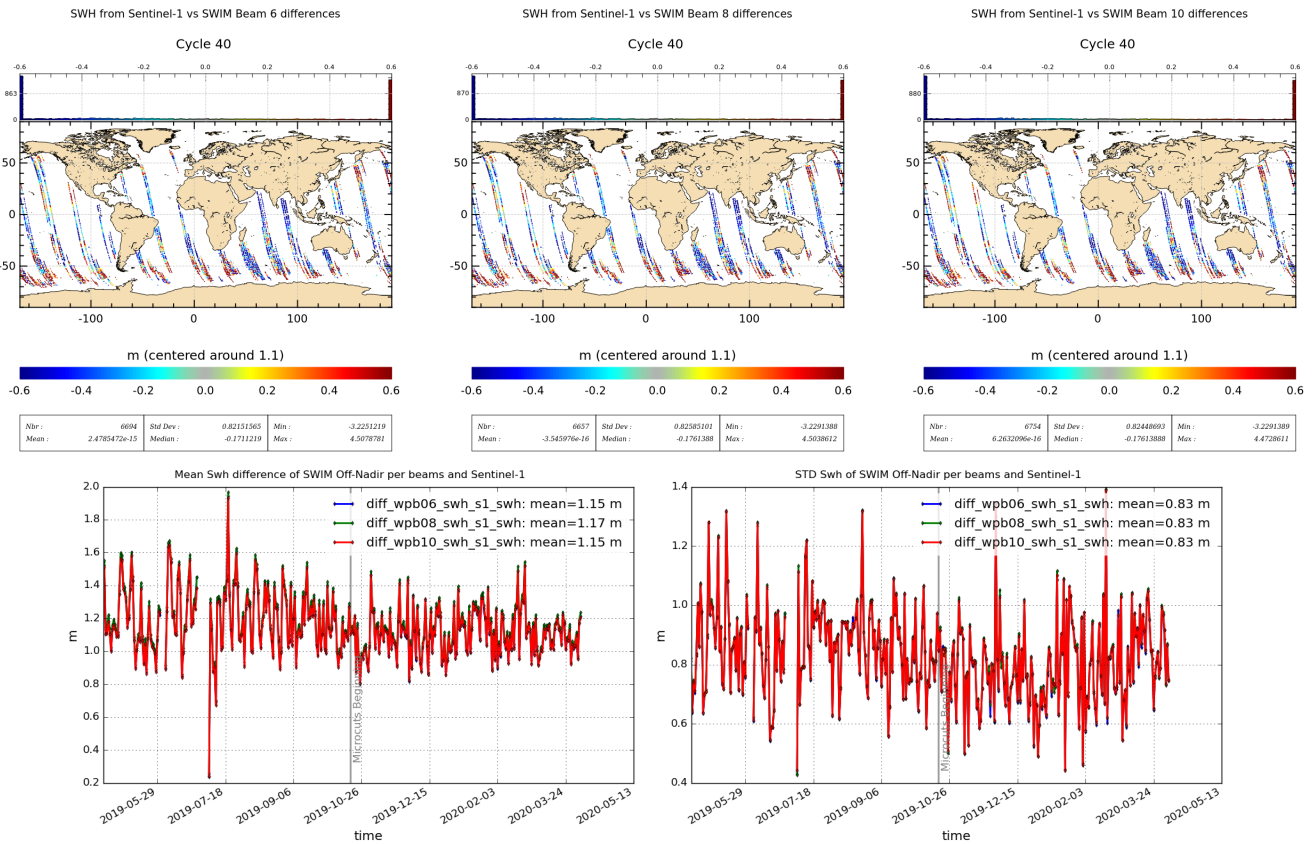 SWH from Sentinel-1 vs SWIM Beam 6 differences
Cycle 40
-0.6 -0.4 -0.2 0.0 0.2 0.4 0.6
863
0
50
0
-50
-100 0 100
m (centered around 1.1)
-0.6 -0.4 -0.2 0.0 0.2 0.4 0.6
Nbr : 6694 Std Dev : 0.82151565 Min : -3.2251219
Mean : 2.4785472e-15 Median : -0.1711219 Max : 4.5078781
SWH from Sentinel-1 vs SWIM Beam 8 differences
Cycle 40
-0.6 -0.4 -0.2 0.0 0.2 0.4 0.6
870
0
50
0
-50
-100 0 100
m (centered around 1.1)
-0.6 -0.4 -0.2 0.0 0.2 0.4 0.6
Nbr : 6657 Std Dev : 0.82585101 Min : -3.2291388
Mean : -3.545976e-16 Median : -0.1761388 Max : 4.5038612
SWH from Sentinel-1 vs SWIM Beam 10 differences
Cycle 40
-0.6 -0.4 -0.2 0.0 0.2 0.4 0.6
880
0
50
0
-50
-100 0 100
m (centered around 1.1)
-0.6 -0.4 -0.2 0.0 0.2 0.4 0.6
Nbr : 6754 Std Dev : 0.82448693 Min : -3.2291389
Mean : 6.2632096e-16 Median : -0.17613888 Max : 4.4728611
Mean Swh difference of SWIM Off-Nadir per beams and Sentinel-1
2.0
1.8
1.6
1.4
1.2
1.0
0.8
0.6
0.4
0.2
m
diff_wpb06_swh_s1_swh: mean=1.15 m
diff_wpb08_swh_s1_swh: mean=1.17 m
diff_wpb10_swh_s1_swh: mean=1.15 m
Microcuts Begin
2019-05-29 2019-07-18 2019-09-06 2019-10-26 2019-12-15 2020-02-03 2020-03-24 2020-05-13
time
STD Swh of SWIM Off-Nadir per beams and Sentinel-1
1.4
1.2
1.0
0.8
0.6
0.4
m
diff_wpb06_swh_s1_swh: mean=0.83 m
diff_wpb08_swh_s1_swh: mean=0.83 m
diff_wpb10_swh_s1_swh: mean=0.83 m
Microcuts
2019-05-29 2019-07-18 2019-09-06 2019-10-26 2019-12-15 2020-02-03 2020-03-24 2020-05-13
time